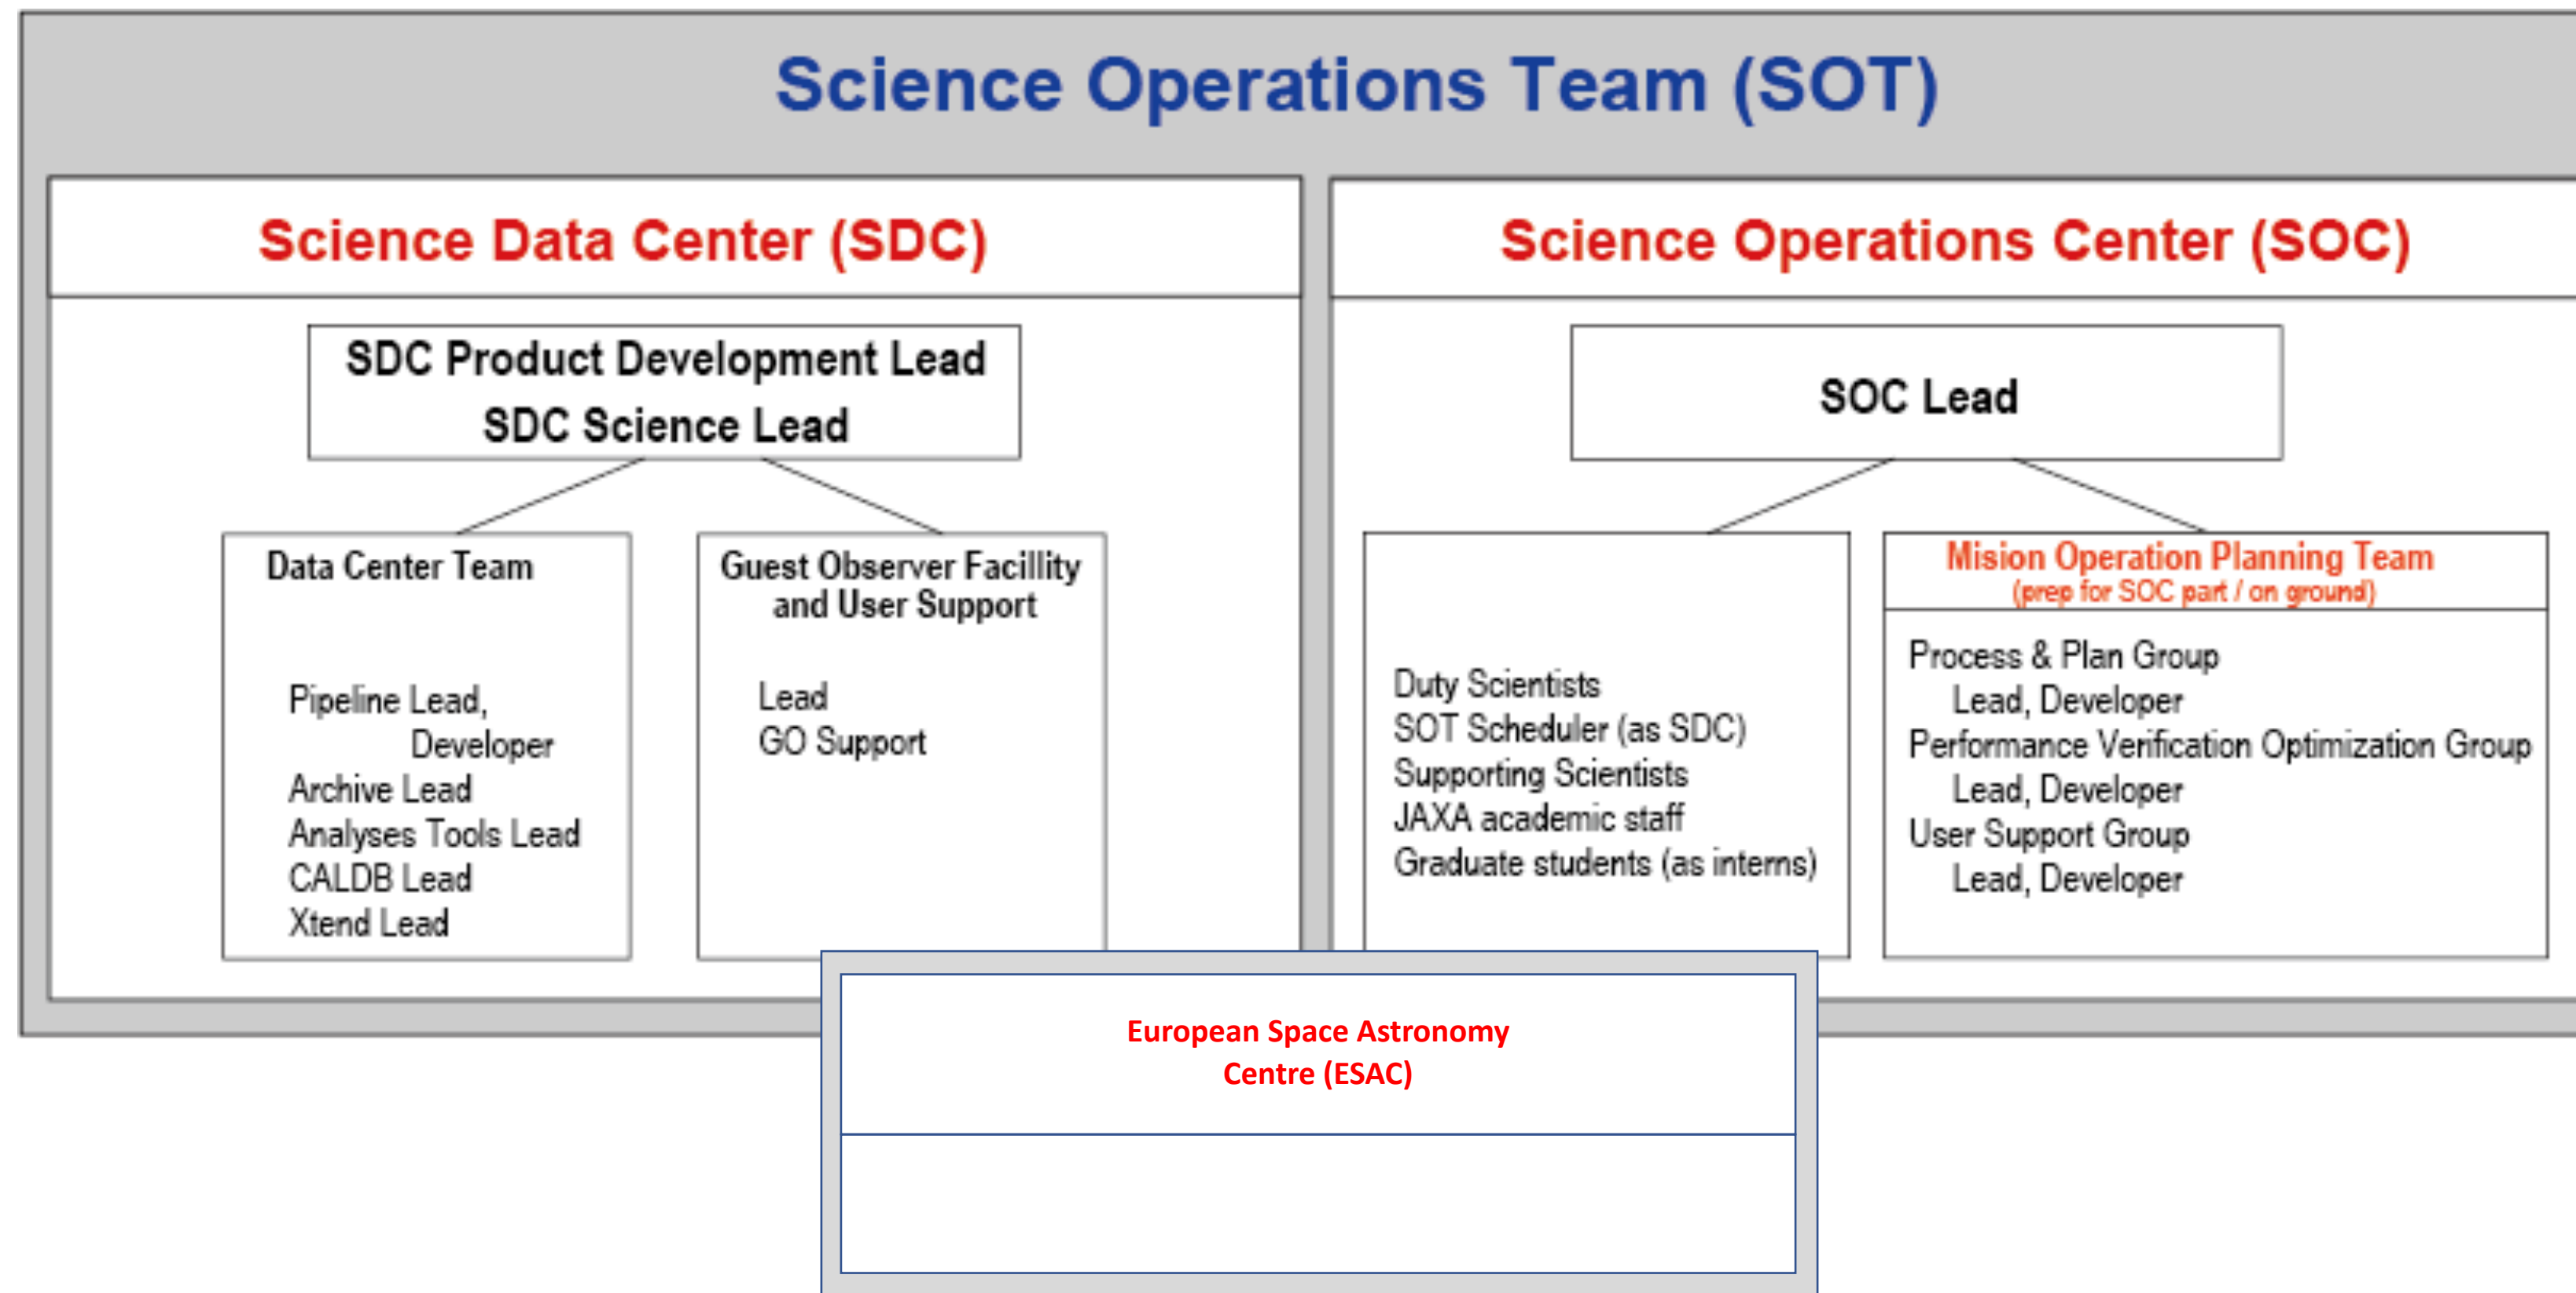 Science Operations Team (SOT)
Science Data Center (SDC)
SDC Product Development Lead
SDC Science Lead
Data Center Team
Pipeline Lead,
Developer
Archive Lead
Analyses Tools Lead
CALDB Lead
Xtend Lead
Guest Observer Facillity
and User Support
Lead
GO Support
Science Operations Center (SOC)
SOC Lead
Duty Scientists
SOT Scheduler (as SDC)
Supporting Scientists
JAXA academic staff
Graduate students (as interns)
Mision Operation Planning Team
(prep for SOC part / on ground)
Process & Plan Group
Lead, Developer
Performance Verification Optimization Group
Lead, Developer
User Support Group
Lead, Developer
European Space Astronomy
Centre (ESAC)